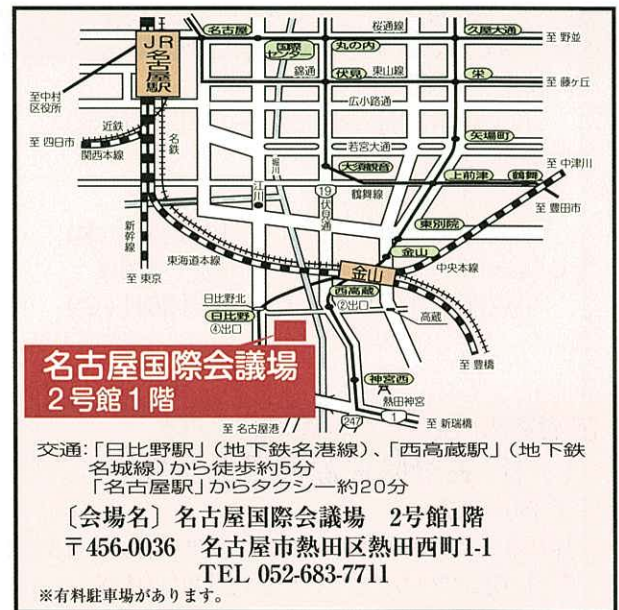 名古屋
桜通線
久屋大通
至 野並
JR
名古屋駅
国際
センター
丸の内
錦通
伏見
東山線
栄
至 藤ヶ丘
至中村
区役所
広小路通
近鉄
名鉄
若宮大通
矢場町
至 四日市
関西本線
堀川
大須観音
上前津
鶴舞
至 中津川
江川
19
伏見通
鶴舞線
至 豊田市
新幹線
東別院
金山
東海道本線
金山
中央本線
至 東京
日比野北
西高蔵
②出口
日比野
④出口
高蔵
至 豊橋
名古屋国際会議場
2号館1階
神宮西
熱田神宮
至 名古屋港
247
1
至 新瑞橋
交通:「日比野駅」(地下鉄名港線)、「西高蔵駅」(地下鉄
名城線)から徒歩約5分
「名古屋駅」からタクシー約20分
〔会場名〕名古屋国際会議場 2号館1階
〒456-0036 名古屋市熱田区熱田西町1-1
TEL 052-683-7711
※有料駐車場があります。